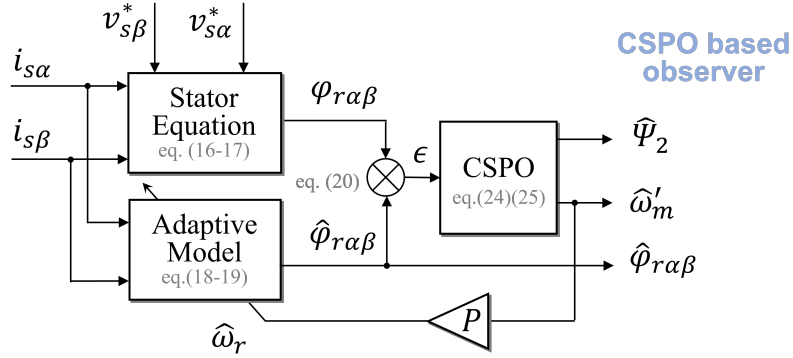 v*sβ v*sα
CSPO based
observer
isα
isβ
Stator
Equation
eq. (16-17)
φrαβ
eq. (20)
ϵ
CSPO
eq.(24)(25)
Ψ̂2
ω̂′m
Adaptive
Model
eq.(18-19)
φ̂rαβ
φ̂rαβ
ω̂r
P